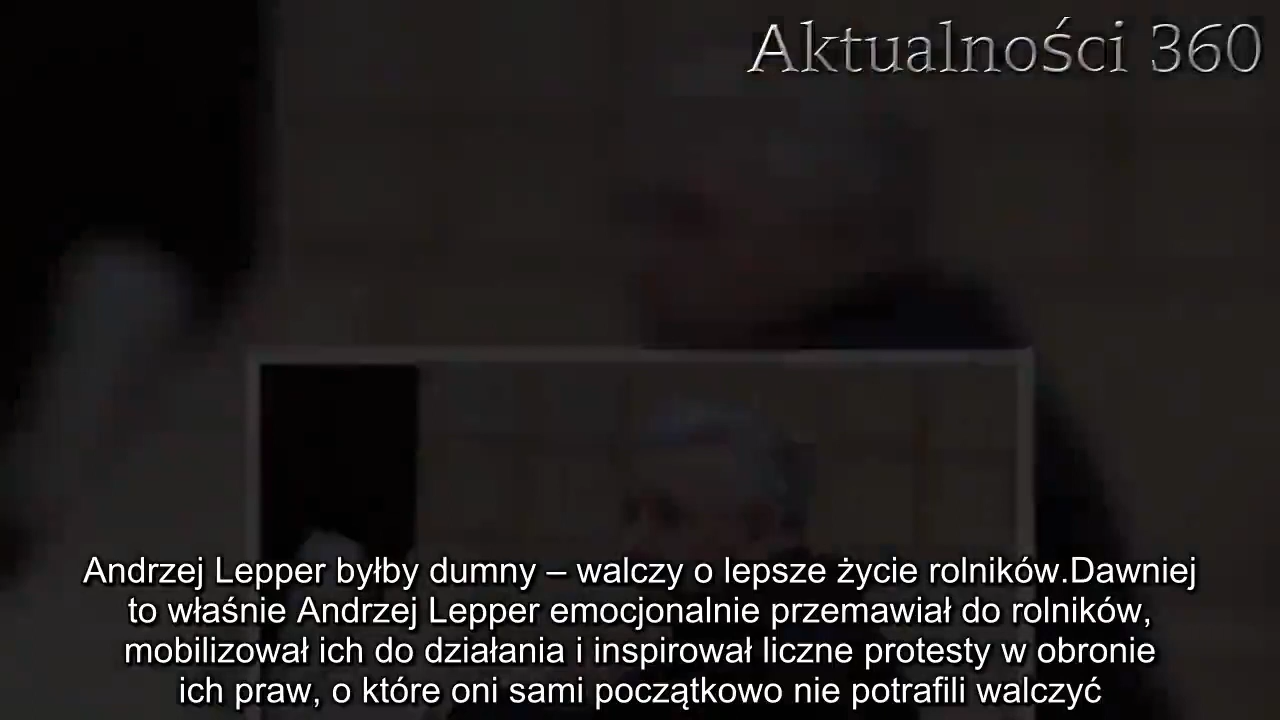 Aktualności 360
Andrzej Lepper byłby dumny – walczy o lepsze życie rolników.Dawniej
to właśnie Andrzej Lepper emocjonalnie przemawiał do rolników,
mobilizował ich do działania i inspirował liczne protesty w obronie
ich praw, o które oni sami początkowo nie potrafili walczyć